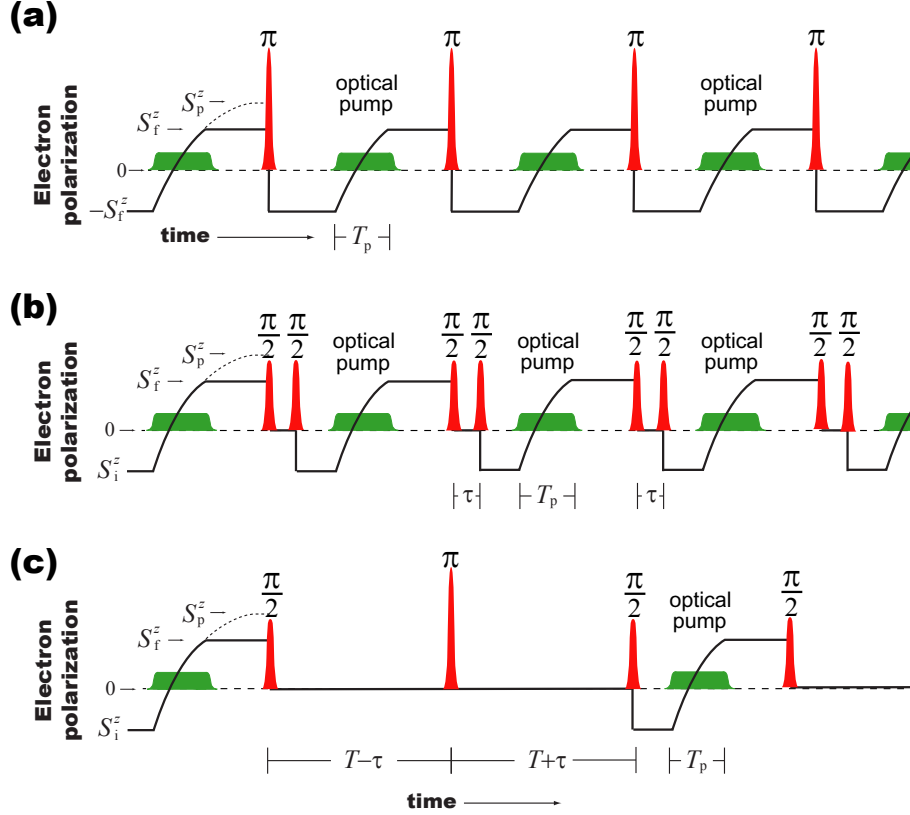 (a)
π π π π
optical pump optical pump
S_p^z
S_f^z
0
−S_f^z
Electron polarization
time
T_p
(b)
π/2 π/2 π/2 π/2 π/2 π/2 π/2 π/2
optical pump optical pump optical pump
S_p^z
S_f^z
0
S_i^z
Electron polarization
τ T_p τ
(c)
π/2 π π/2 π/2
optical pump
S_p^z
S_f^z
0
S_i^z
Electron polarization
T−τ T+τ T_p
time